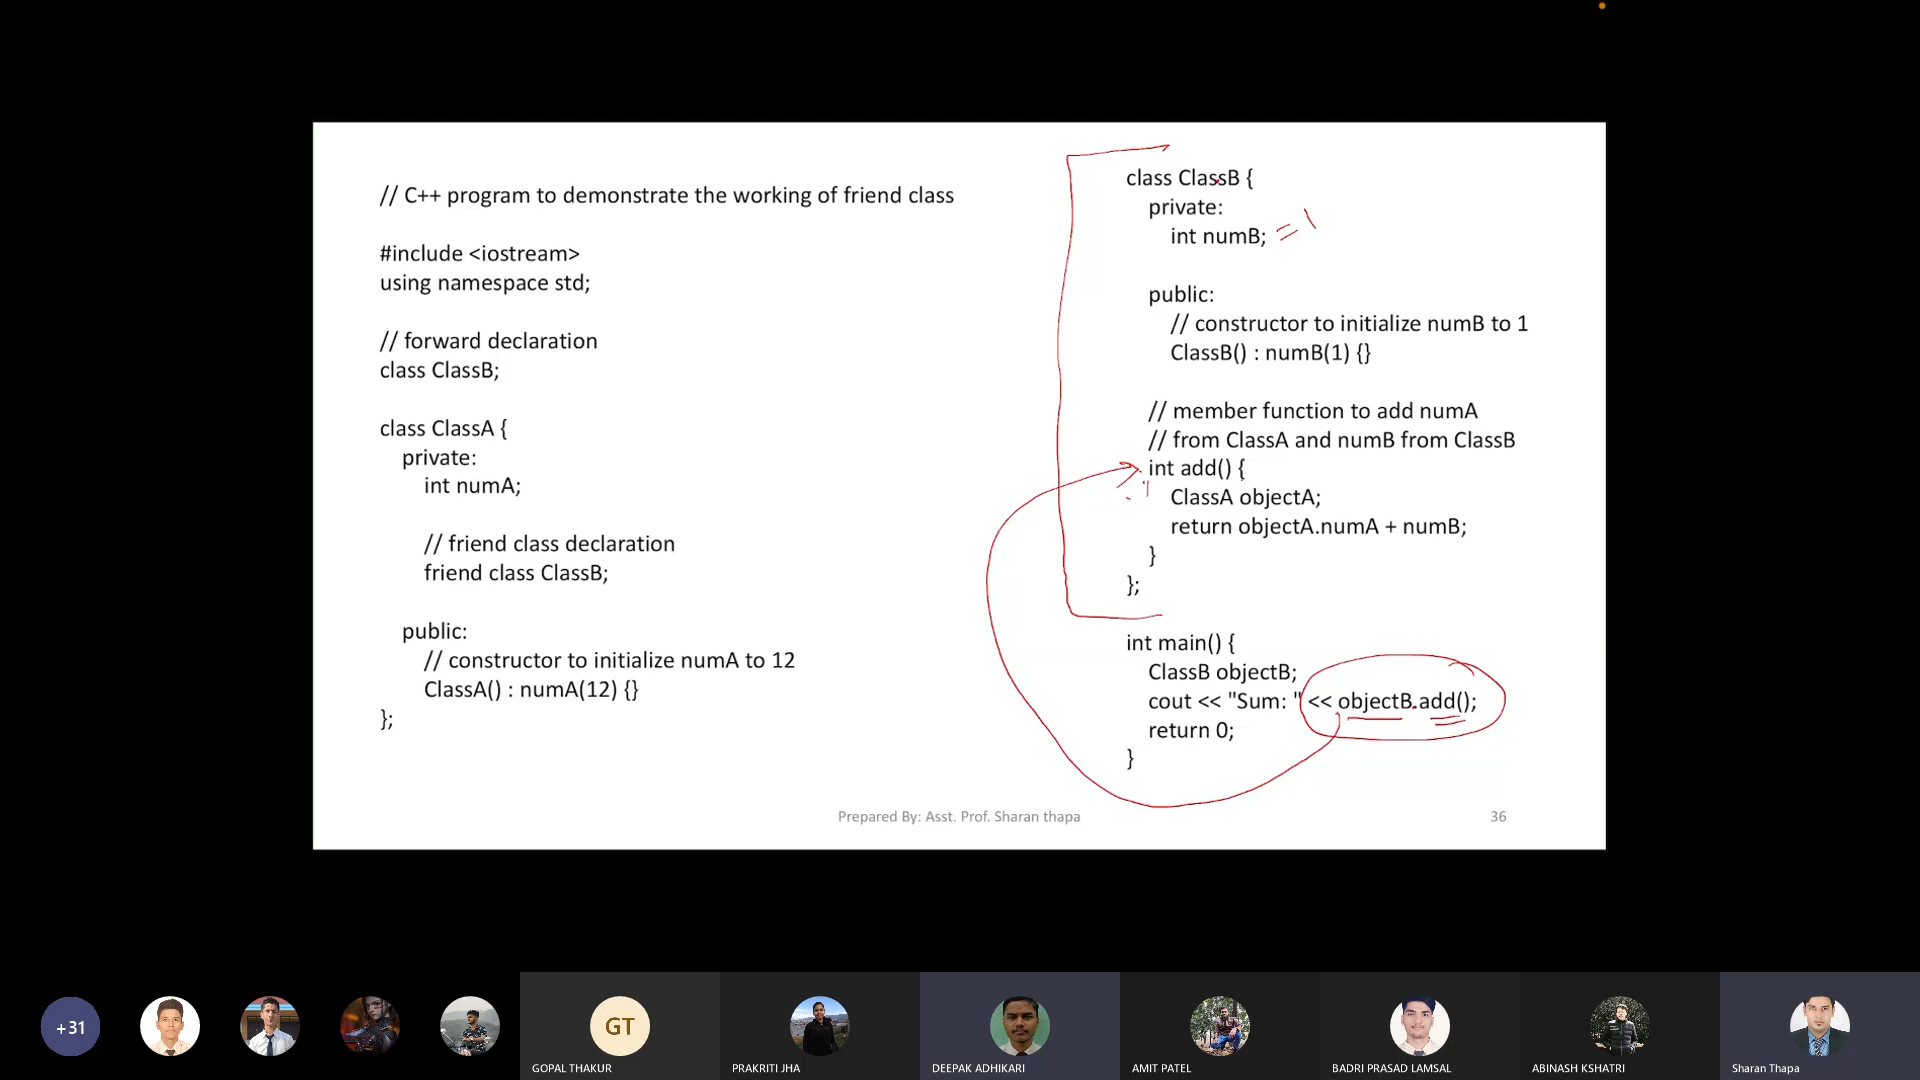 // C++ program to demonstrate the working of friend class
#include <iostream>
using namespace std;
// forward declaration
class ClassB;
class ClassA {
private:
int numA;
// friend class declaration
friend class ClassB;
public:
// constructor to initialize numA to 12
ClassA() : numA(12) {}
};
class ClassB {
private:
int numB; = 1
public:
// constructor to initialize numB to 1
ClassB() : numB(1) {}
// member function to add numA
// from ClassA and numB from ClassB
int add() {
ClassA objectA;
return objectA.numA + numB;
}
};
int main() {
ClassB objectB;
cout << "Sum: " << objectB.add();
return 0;
}
Prepared By: Asst. Prof. Sharan thapa
36
+31
GT
GOPAL THAKUR
PRAKRITI JHA
DEEPAK ADHIKARI
AMIT PATEL
BADRI PRASAD LAMSAL
ABINASH KSHATRI
Sharan Thapa